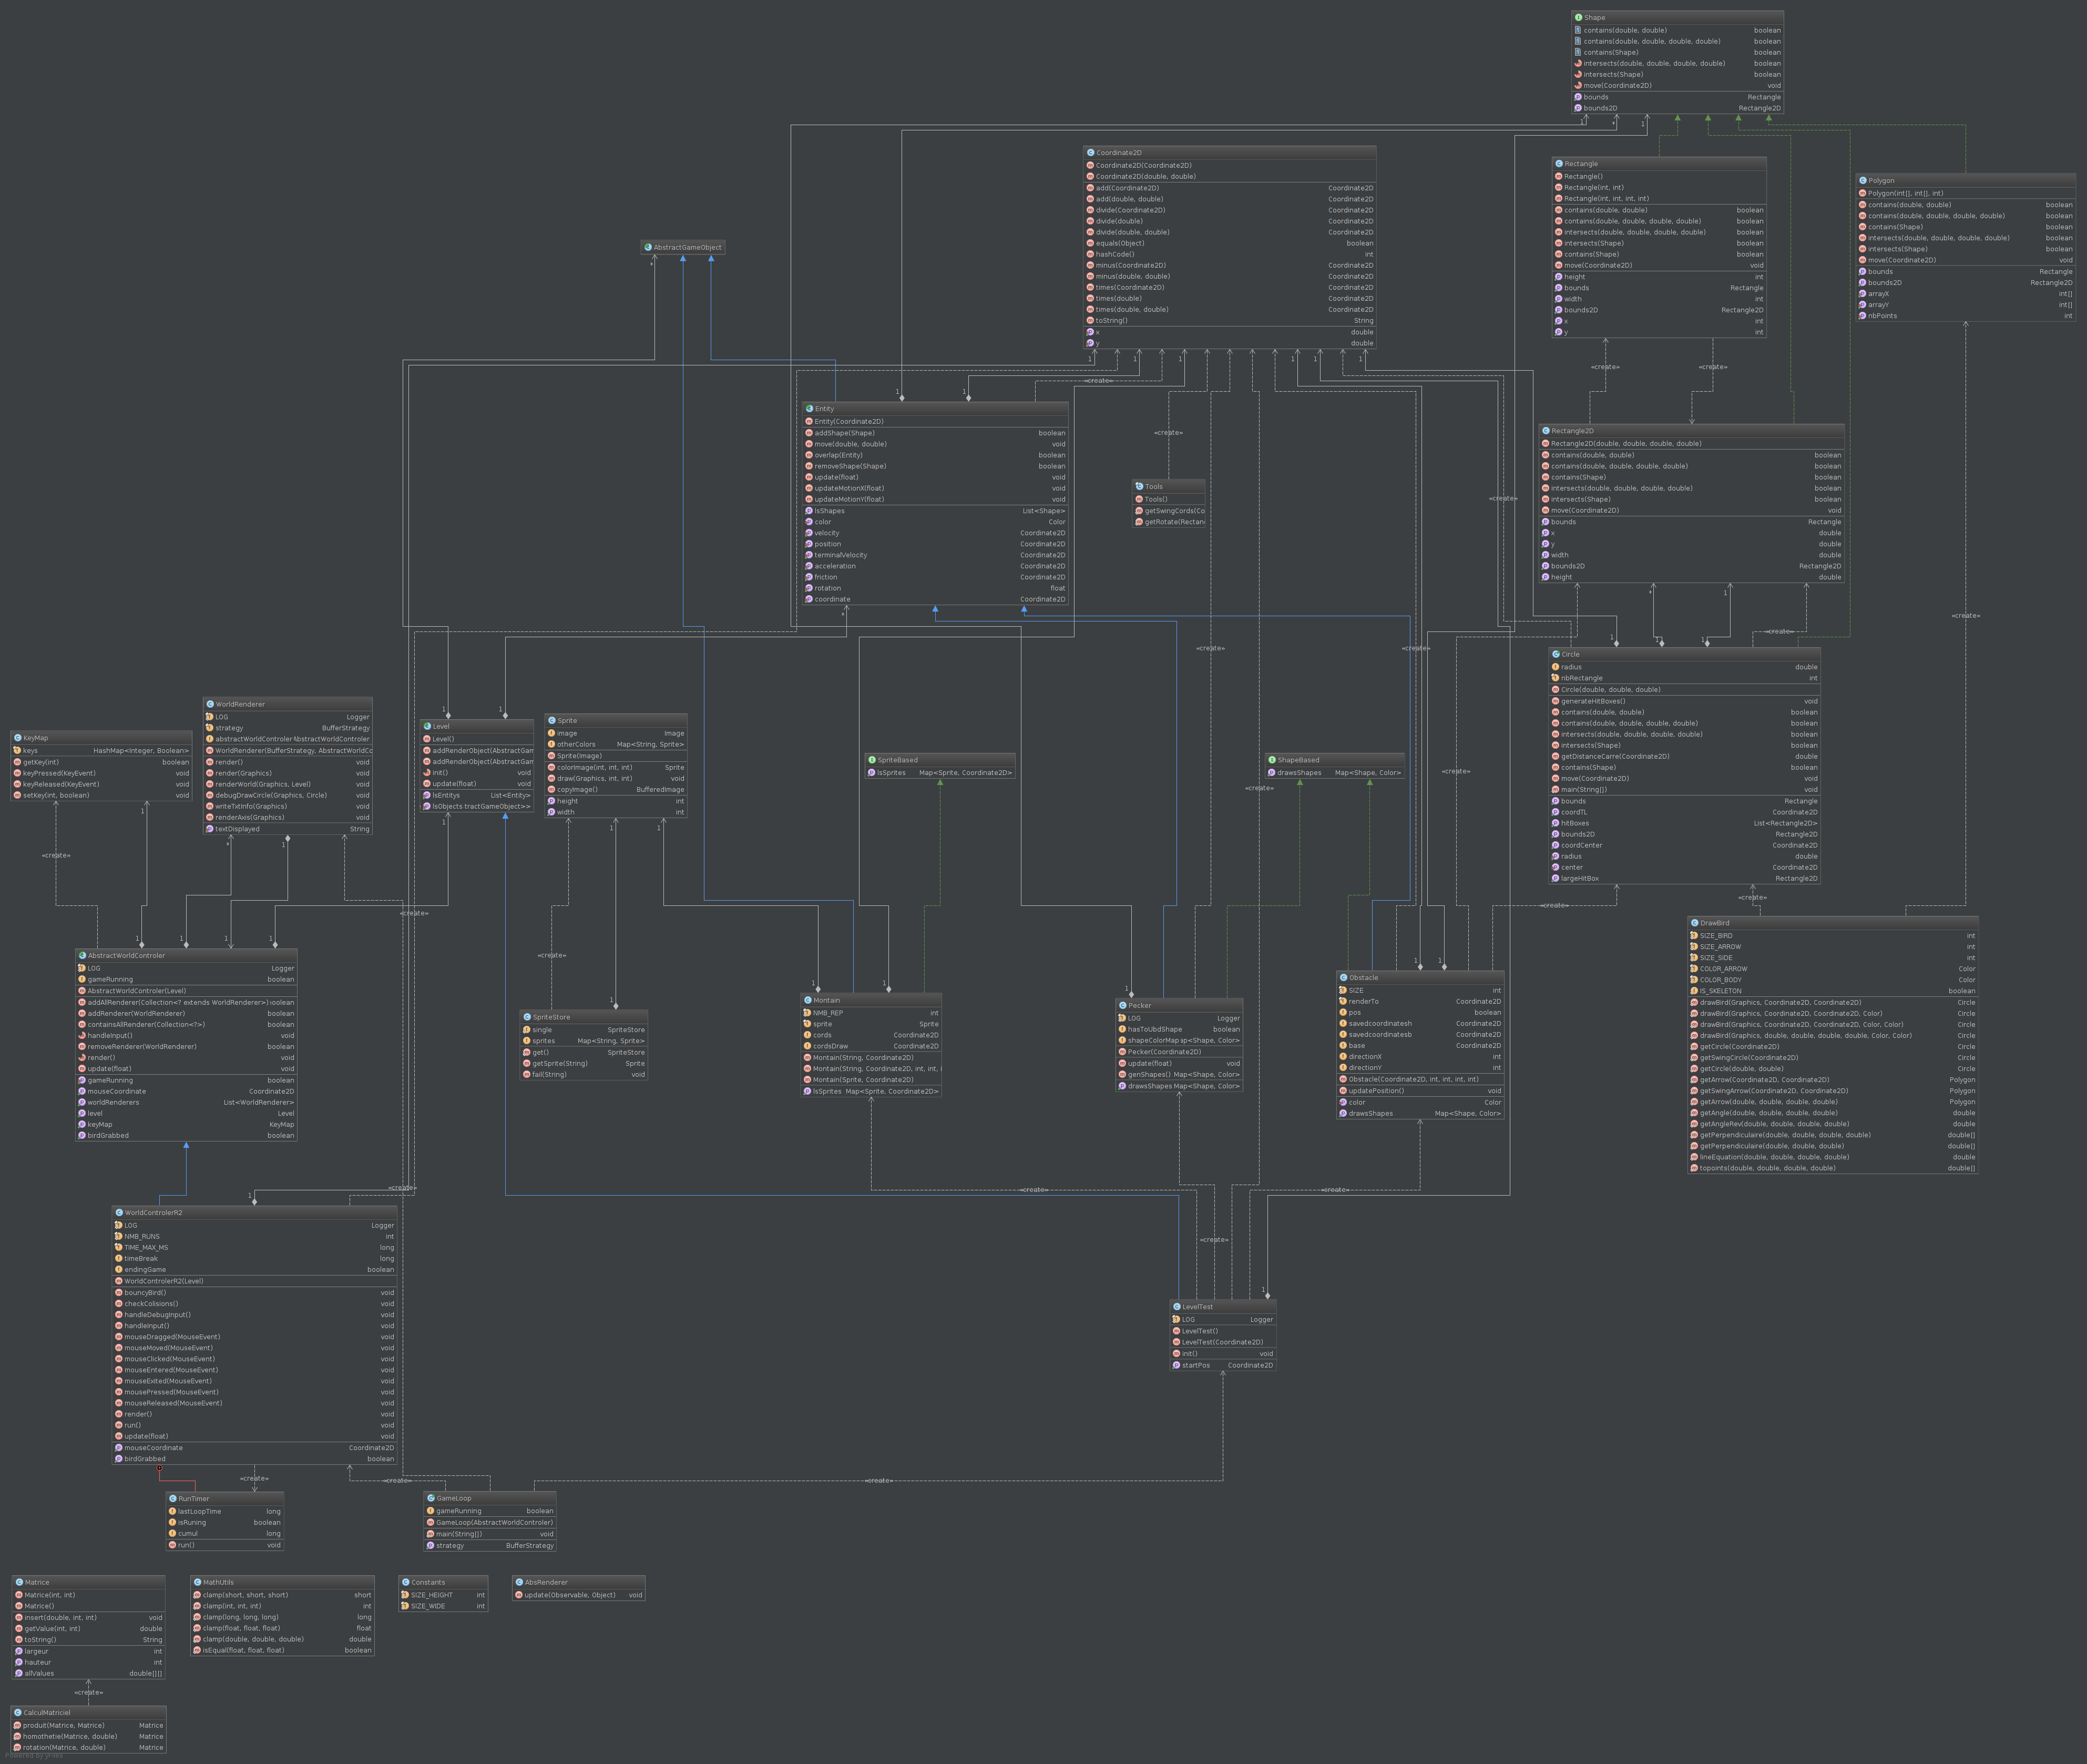 Shape
contains(double, double) boolean
contains(double, double, double, double) boolean
contains(Shape) boolean
intersects(double, double, double, double) boolean
intersects(Shape) boolean
move(Coordinate2D) void
bounds Rectangle
bounds2D Rectangle2D
1 * 1
Coordinate2D
Coordinate2D(Coordinate2D)
Coordinate2D(double, double)
add(Coordinate2D) Coordinate2D
add(double, double) Coordinate2D
divide(Coordinate2D) Coordinate2D
divide(double) Coordinate2D
divide(double, double) Coordinate2D
equals(Object) boolean
hashCode() int
minus(Coordinate2D) Coordinate2D
minus(double, double) Coordinate2D
times(Coordinate2D) Coordinate2D
times(double) Coordinate2D
times(double, double) Coordinate2D
toString() String
x double
y double
1 1 1 1 1 1
Rectangle
Rectangle()
Rectangle(int, int)
Rectangle(int, int, int, int)
contains(double, double) boolean
contains(double, double, double, double) boolean
intersects(double, double, double, double) boolean
intersects(Shape) boolean
contains(Shape) boolean
move(Coordinate2D) void
height int
bounds Rectangle
width int
bounds2D Rectangle2D
x int
y int
Polygon
Polygon(int[], int[], int)
contains(double, double) boolean
contains(double, double, double, double) boolean
contains(Shape) boolean
intersects(double, double, double, double) boolean
intersects(Shape) boolean
move(Coordinate2D) void
bounds Rectangle
bounds2D Rectangle2D
arrayX int[]
arrayY int[]
nbPoints int
AbstractGameObject
*
«create»
«create»
«create»
1 1
Entity
Entity(Coordinate2D)
addShape(Shape) boolean
move(double, double) void
overlap(Entity) boolean
removeShape(Shape) boolean
update(float) void
updateMotionX(float) void
updateMotionY(float) void
lsShapes List<Shape>
color Color
velocity Coordinate2D
position Coordinate2D
terminalVelocity Coordinate2D
acceleration Coordinate2D
friction Coordinate2D
rotation float
coordinate Coordinate2D
*
«create»
Tools
Tools()
getSwingCords(Co
getRotate(Rectan
«create»
Rectangle2D
Rectangle2D(double, double, double, double)
contains(double, double) boolean
contains(double, double, double, double) boolean
contains(Shape) boolean
intersects(double, double, double, double) boolean
intersects(Shape) boolean
move(Coordinate2D) void
bounds Rectangle
x double
y double
width double
bounds2D Rectangle2D
height double
* 1
«create»
«create»
1 1 1
«create»
«create»
Circle
radius double
nbRectangle int
Circle(double, double, double)
generateHitBoxes() void
contains(double, double) boolean
contains(double, double, double, double) boolean
intersects(double, double, double, double) boolean
intersects(Shape) boolean
getDistanceCarre(Coordinate2D) double
contains(Shape) boolean
move(Coordinate2D) void
main(String[]) void
bounds Rectangle
coordTL Coordinate2D
hitBoxes List<Rectangle2D>
bounds2D Rectangle2D
coordCenter Coordinate2D
radius double
center Coordinate2D
largeHitBox Rectangle2D
KeyMap
keys HashMap<Integer, Boolean>
getKey(int) boolean
keyPressed(KeyEvent) void
keyReleased(KeyEvent) void
setKey(int, boolean) void
1
WorldRenderer
LOG Logger
strategy BufferStrategy
abstractWorldControler AbstractWorldControler
WorldRenderer(BufferStrategy, AbstractWorldCo
render() void
render(Graphics) void
renderWorld(Graphics, Level) void
debugDrawCircle(Graphics, Circle) void
writeTxtInfo(Graphics) void
renderAxis(Graphics) void
textDisplayed String
* 1
1 1
Level
Level()
addRenderObject(AbstractGam
addRenderObject(AbstractGam
init() void
update(float) void
lsEntitys List<Entity>
lsObjects tractGameObject>>
1
Sprite
image Image
otherColors Map<String, Sprite>
Sprite(Image)
colorImage(int, int, int) Sprite
draw(Graphics, int, int) void
copyImage() BufferedImage
height int
width int
1 1
SpriteBased
lsSprites Map<Sprite, Coordinate2D>
ShapeBased
drawsShapes Map<Shape, Color>
«create»
«create»
«create»
«create»
«create»
«create»
«create»
1 1 1 1
AbstractWorldControler
LOG Logger
gameRunning boolean
AbstractWorldControler(Level)
addAllRenderer(Collection<? extends WorldRenderer>) boolean
addRenderer(WorldRenderer) boolean
containsAllRenderer(Collection<?>) boolean
handleInput() void
removeRenderer(WorldRenderer) boolean
render() void
update(float) void
gameRunning boolean
mouseCoordinate Coordinate2D
worldRenderers List<WorldRenderer>
level Level
keyMap KeyMap
birdGrabbed boolean
«create»
1
SpriteStore
single SpriteStore
sprites Map<String, Sprite>
get() SpriteStore
getSprite(String) Sprite
fail(String) void
1 1
Montain
NMB_REP int
sprite Sprite
cords Coordinate2D
cordsDraw Coordinate2D
Montain(String, Coordinate2D)
Montain(String, Coordinate2D, int, int, i
Montain(Sprite, Coordinate2D)
lsSprites Map<Sprite, Coordinate2D>
1
Pecker
LOG Logger
hasToUbdShape boolean
shapeColorMap ap<Shape, Color>
Pecker(Coordinate2D)
update(float) void
genShapes() Map<Shape, Color>
drawsShapes Map<Shape, Color>
1 1
Obstacle
SIZE int
renderTo Coordinate2D
pos boolean
savedcoordinatesh Coordinate2D
savedcoordinatesb Coordinate2D
base Coordinate2D
directionX int
directionY int
Obstacle(Coordinate2D, int, int, int, int)
updatePosition() void
color Color
drawsShapes Map<Shape, Color>
DrawBird
SIZE_BIRD int
SIZE_ARROW int
SIZE_SIDE int
COLOR_ARROW Color
COLOR_BODY Color
IS_SKELETON boolean
drawBird(Graphics, Coordinate2D, Coordinate2D) Circle
drawBird(Graphics, Coordinate2D, Coordinate2D, Color) Circle
drawBird(Graphics, Coordinate2D, Coordinate2D, Color, Color) Circle
drawBird(Graphics, double, double, double, double, Color, Color) Circle
getCircle(Coordinate2D) Circle
getSwingCircle(Coordinate2D) Circle
getCircle(double, double) Circle
getArrow(Coordinate2D, Coordinate2D) Polygon
getSwingArrow(Coordinate2D, Coordinate2D) Polygon
getArrow(double, double, double, double) Polygon
getAngle(double, double, double, double) double
getAngleRev(double, double, double, double) double
getPerpendiculaire(double, double, double, double, double) double[]
getPerpendiculaire(double, double, double, double) double[]
lineEquation(double, double, double, double) double
topoints(double, double, double, double) double[]
«create»
«create»
«create»
«create»
1
WorldControlerR2
LOG Logger
NMB_RUNS int
TIME_MAX_MS long
timeBreak long
endingGame boolean
WorldControlerR2(Level)
bouncyBird() void
checkColisions() void
handleDebugInput() void
handleInput() void
mouseDragged(MouseEvent) void
mouseMoved(MouseEvent) void
mouseClicked(MouseEvent) void
mouseEntered(MouseEvent) void
mouseExited(MouseEvent) void
mousePressed(MouseEvent) void
mouseReleased(MouseEvent) void
render() void
run() void
update(float) void
mouseCoordinate Coordinate2D
birdGrabbed boolean
1
LevelTest
LOG Logger
LevelTest()
LevelTest(Coordinate2D)
init() void
startPos Coordinate2D
«create»
«create»
«create»
RunTimer
lastLoopTime long
isRuning boolean
cumul long
run() void
GameLoop
gameRunning boolean
GameLoop(AbstractWorldControler)
main(String[]) void
strategy BufferStrategy
Matrice
Matrice(int, int)
Matrice()
insert(double, int, int) void
getValue(int, int) double
toString() String
largeur int
hauteur int
allValues double[][]
MathUtils
clamp(short, short, short) short
clamp(int, int, int) int
clamp(long, long, long) long
clamp(float, float, float) float
clamp(double, double, double) double
isEqual(float, float, float) boolean
Constants
SIZE_HEIGHT int
SIZE_WIDE int
AbsRenderer
update(Observable, Object) void
«create»
CalculMatriciel
produit(Matrice, Matrice) Matrice
homothetie(Matrice, double) Matrice
rotation(Matrice, double) Matrice
Powered by yFiles